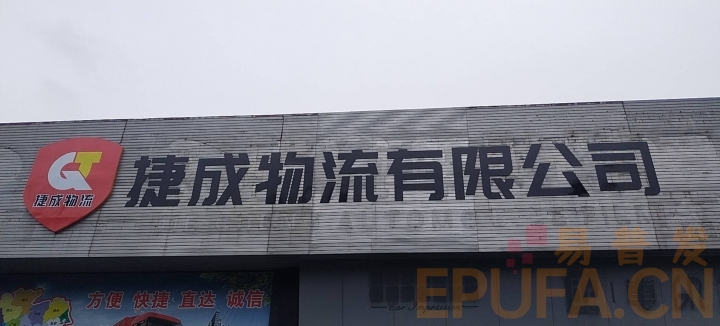 GT
捷成物流
捷成物流有限公司
方便 快捷 直达 诚信
易普发
EPUFA.CN